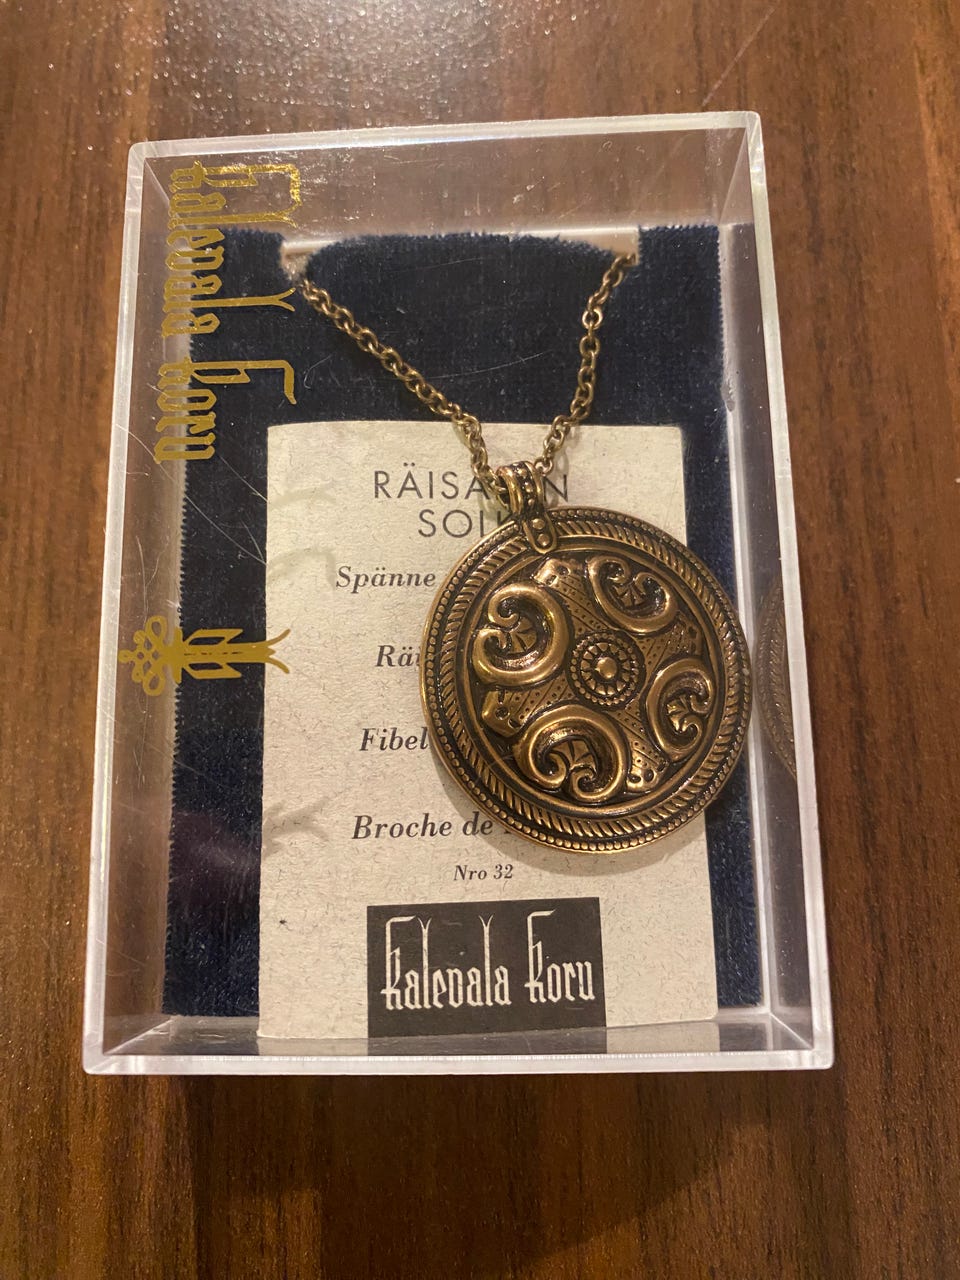 Kalevala Koru
RÄISA N
SOL
Spänne
Räi
Fibel
Broche de
Nro 32
Kalevala Koru